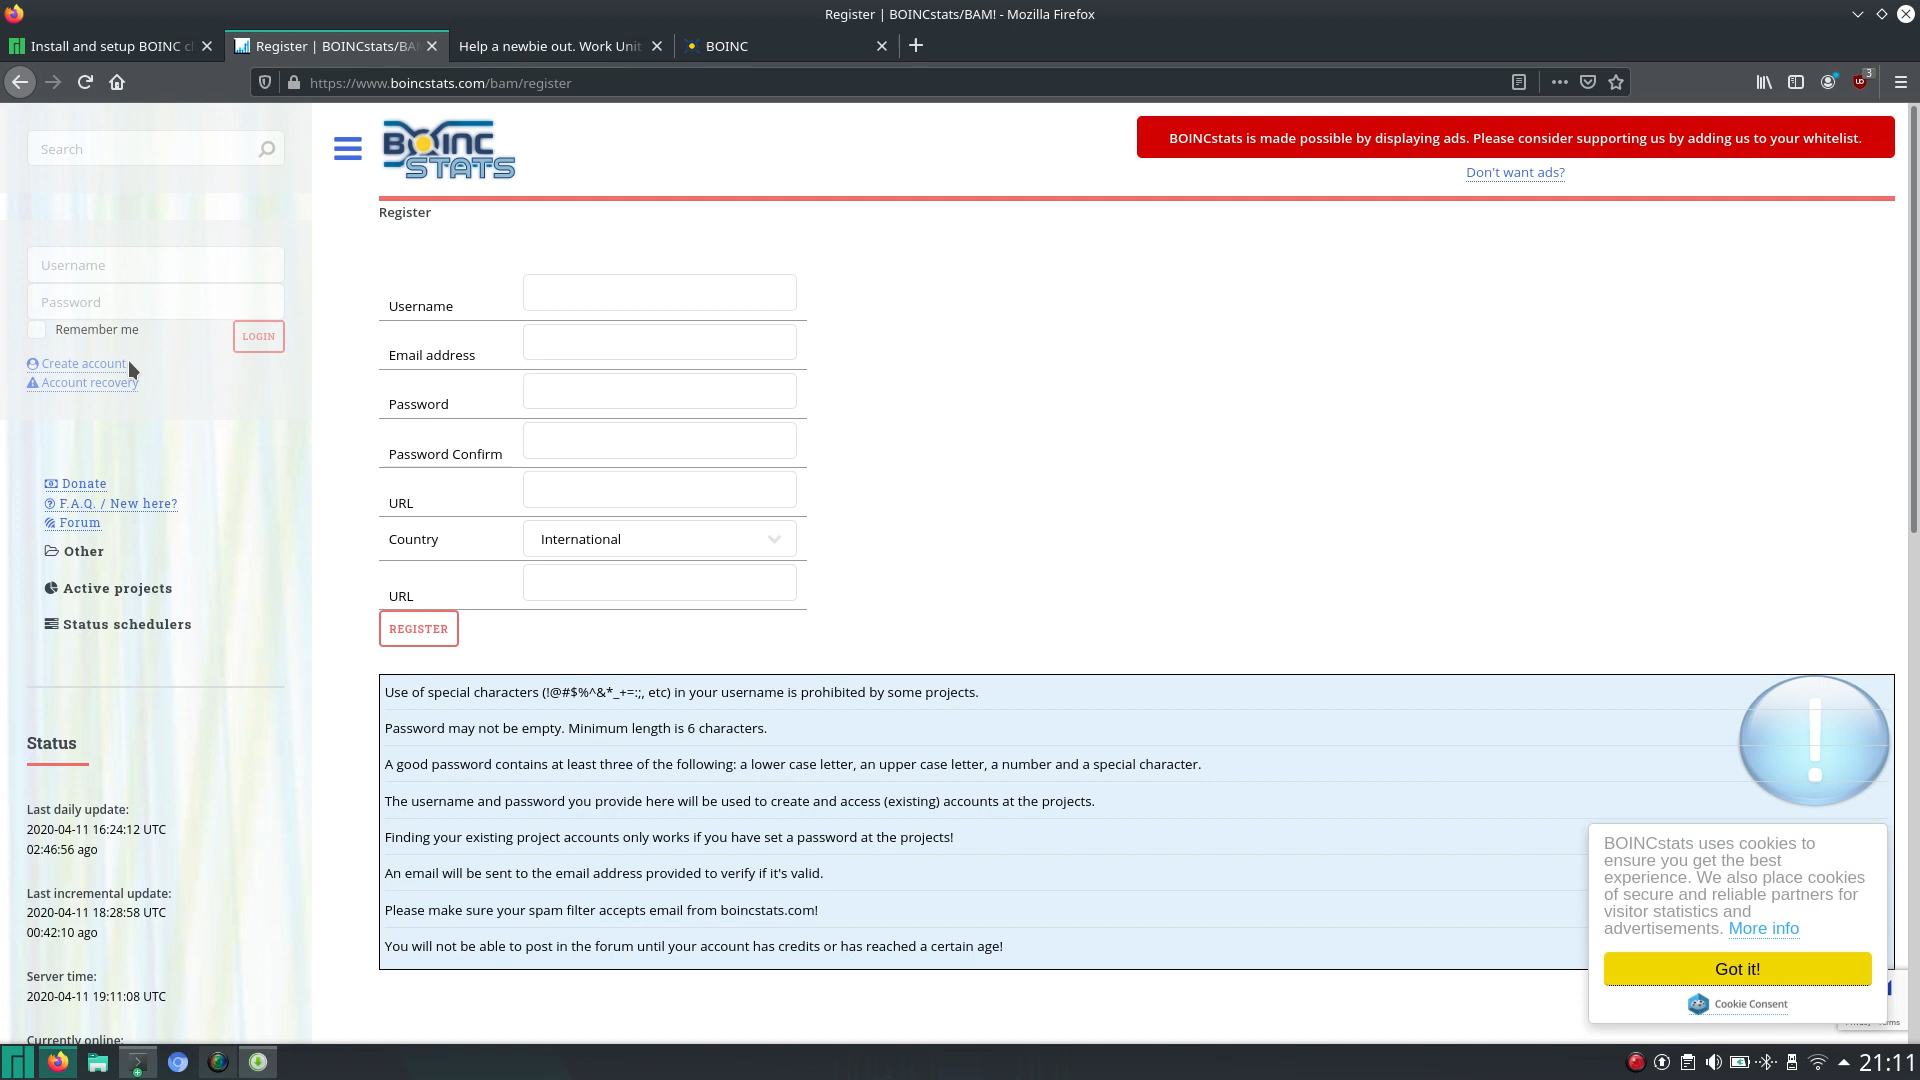 Register | BOINCstats/BAM! - Mozilla Firefox
Install and setup BOINC cl
Register | BOINCstats/BAM
Help a newbie out. Work Unit
BOINC
https://www.boincstats.com/bam/register
3
Search
BOINC
STATS
BOINCstats is made possible by displaying ads. Please consider supporting us by adding us to your whitelist.
Don't want ads?
Register
Username
Password
Remember me
LOGIN
Create account
Account recovery
Username
Email address
Password
Password Confirm
URL
Country
International
URL
REGISTER
Donate
F.A.Q. / New here?
Forum
Other
Active projects
Status schedulers
Use of special characters (!@#$%^&*_+=:;, etc) in your username is prohibited by some projects.
Password may not be empty. Minimum length is 6 characters.
A good password contains at least three of the following: a lower case letter, an upper case letter, a number and a special character.
The username and password you provide here will be used to create and access (existing) accounts at the projects.
Finding your existing project accounts only works if you have set a password at the projects!
An email will be sent to the email address provided to verify if it's valid.
Please make sure your spam filter accepts email from boincstats.com!
You will not be able to post in the forum until your account has credits or has reached a certain age!
Status
Last daily update:
2020-04-11 16:24:12 UTC
02:46:56 ago
Last incremental update:
2020-04-11 18:28:58 UTC
00:42:10 ago
Server time:
2020-04-11 19:11:08 UTC
Currently online:
BOINCstats uses cookies to
ensure you get the best
experience. We also place cookies
of secure and reliable partners for
visitor statistics and
advertisements. More info
Got it!
Cookie Consent
21:11